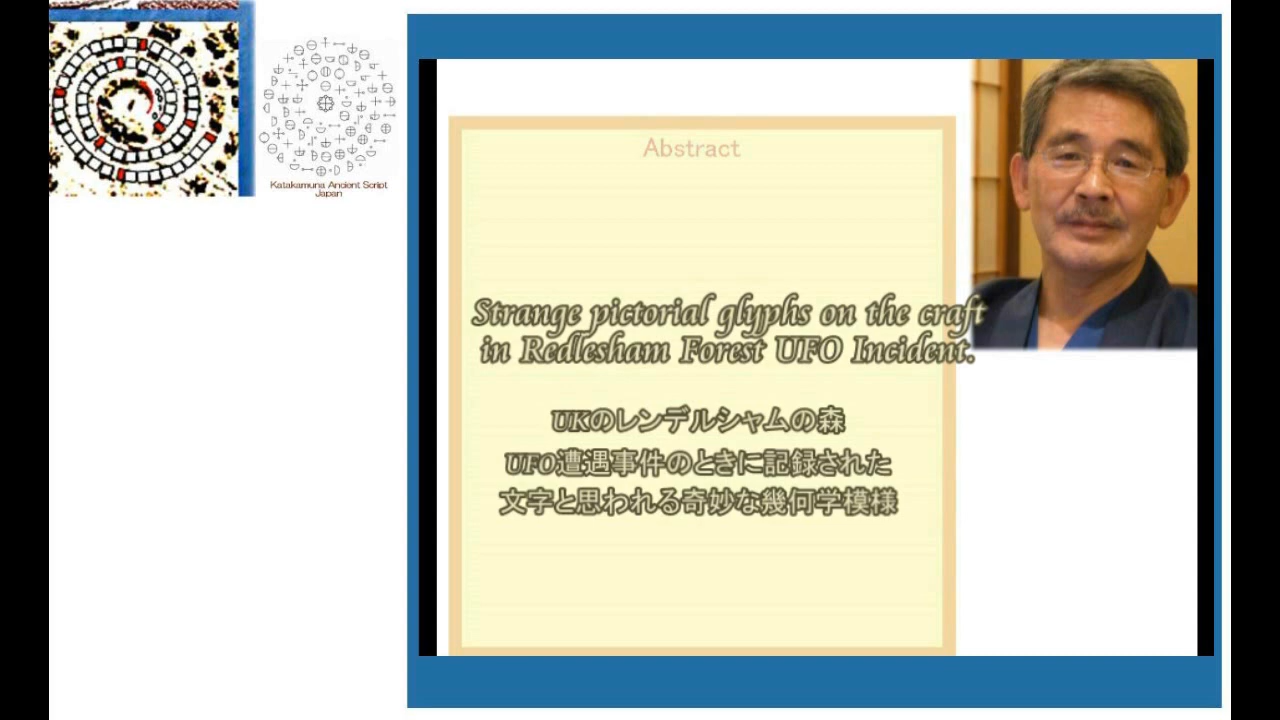 Katakamuna Ancient Script
Japan
Abstract
Strange pictorial glyphs on the craft
in Redlesham Forest UFO Incident.
UKのレンデルシャムの森
UFO遭遇事件のときに記録された
文字と思われる奇妙な幾何学模様